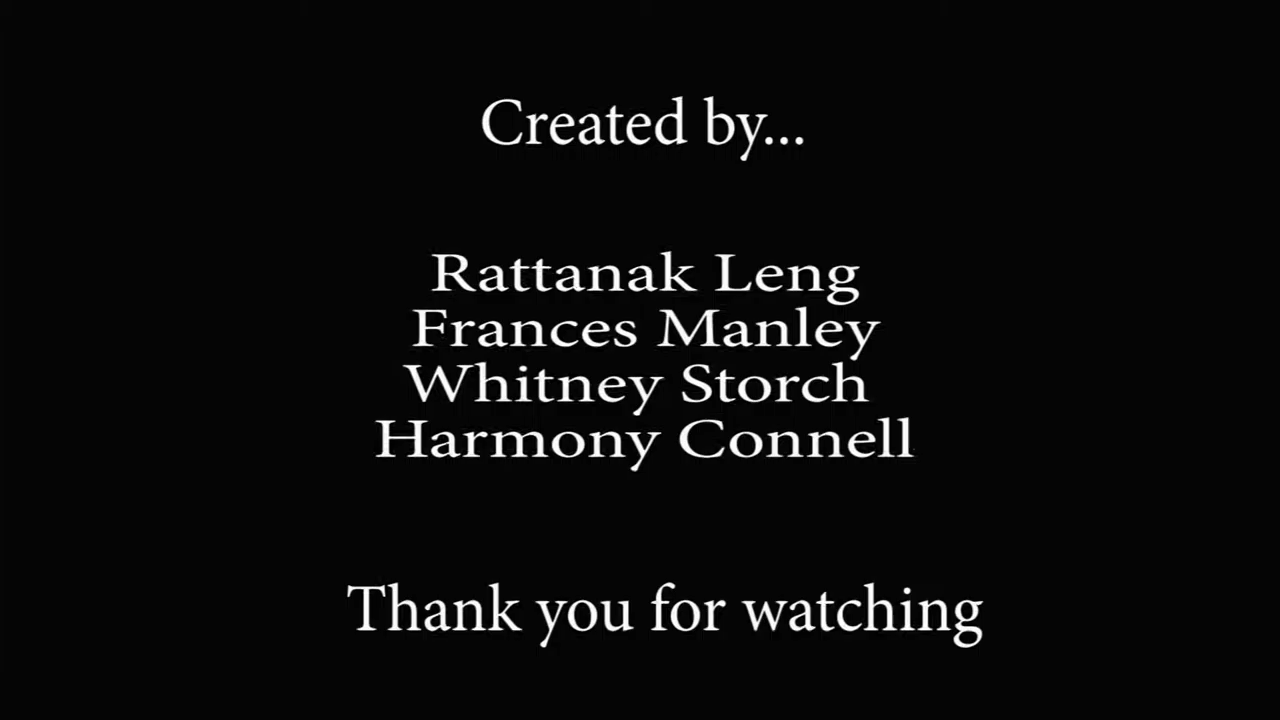 Created by...
Rattanak Leng
Frances Manley
Whitney Storch
Harmony Connell
Thank you for watching